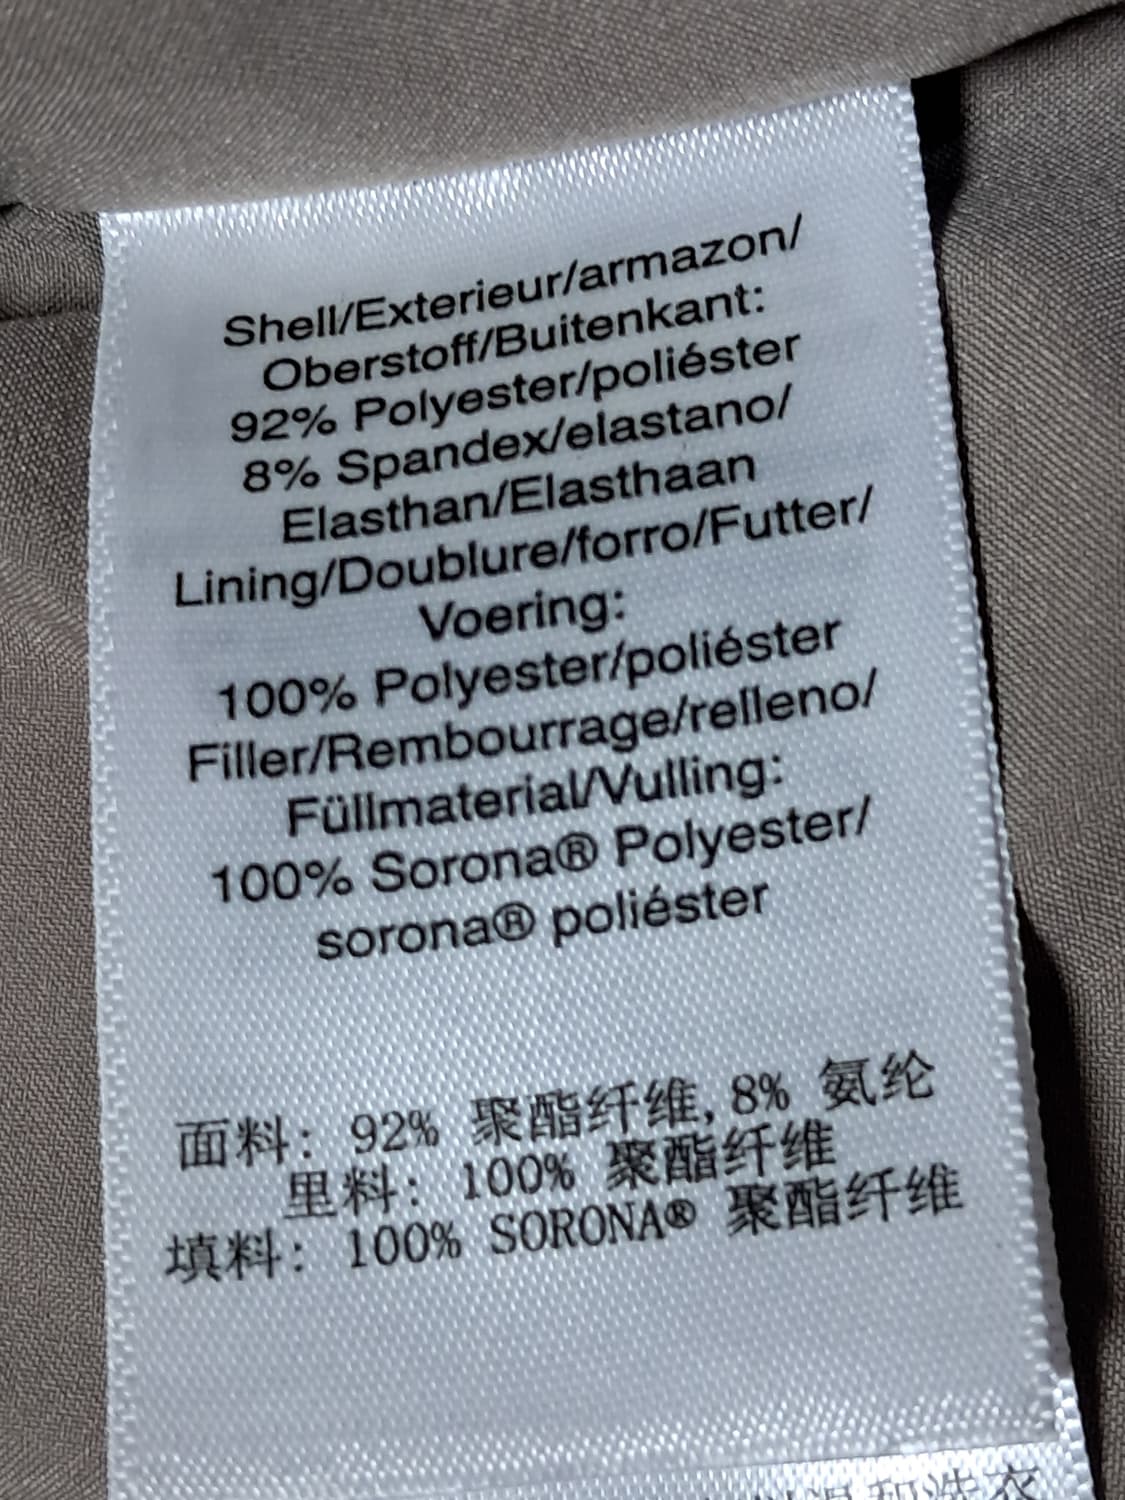 Shell/Exterieur/armazon/
Oberstoff/Buitenkant:
92% Polyester/poliéster
8% Spandex/elastano/
Elasthan/Elasthaan
Lining/Doublure/forro/Futter/
Voering:
100% Polyester/poliéster
Filler/Rembourrage/relleno/
Füllmaterial/Vulling:
100% Sorona® Polyester/
sorona® poliéster
面料: 92% 聚酯纤维, 8% 氨纶
里料: 100% 聚酯纤维
填料: 100% SORONA® 聚酯纤维